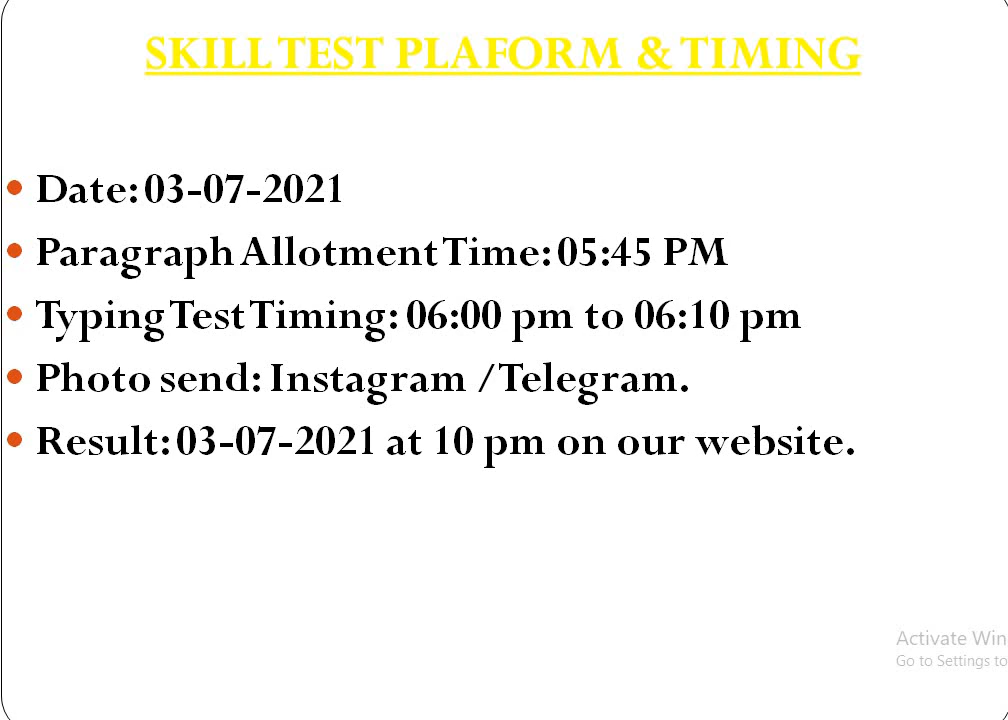 SKILL TEST PLAFORM & TIMING
Date: 03-07-2021
Paragraph Allotment Time: 05:45 PM
Typing Test Timing: 06:00 pm to 06:10 pm
Photo send: Instagram / Telegram.
Result: 03-07-2021 at 10 pm on our website.
Activate Win
Go to Settings to